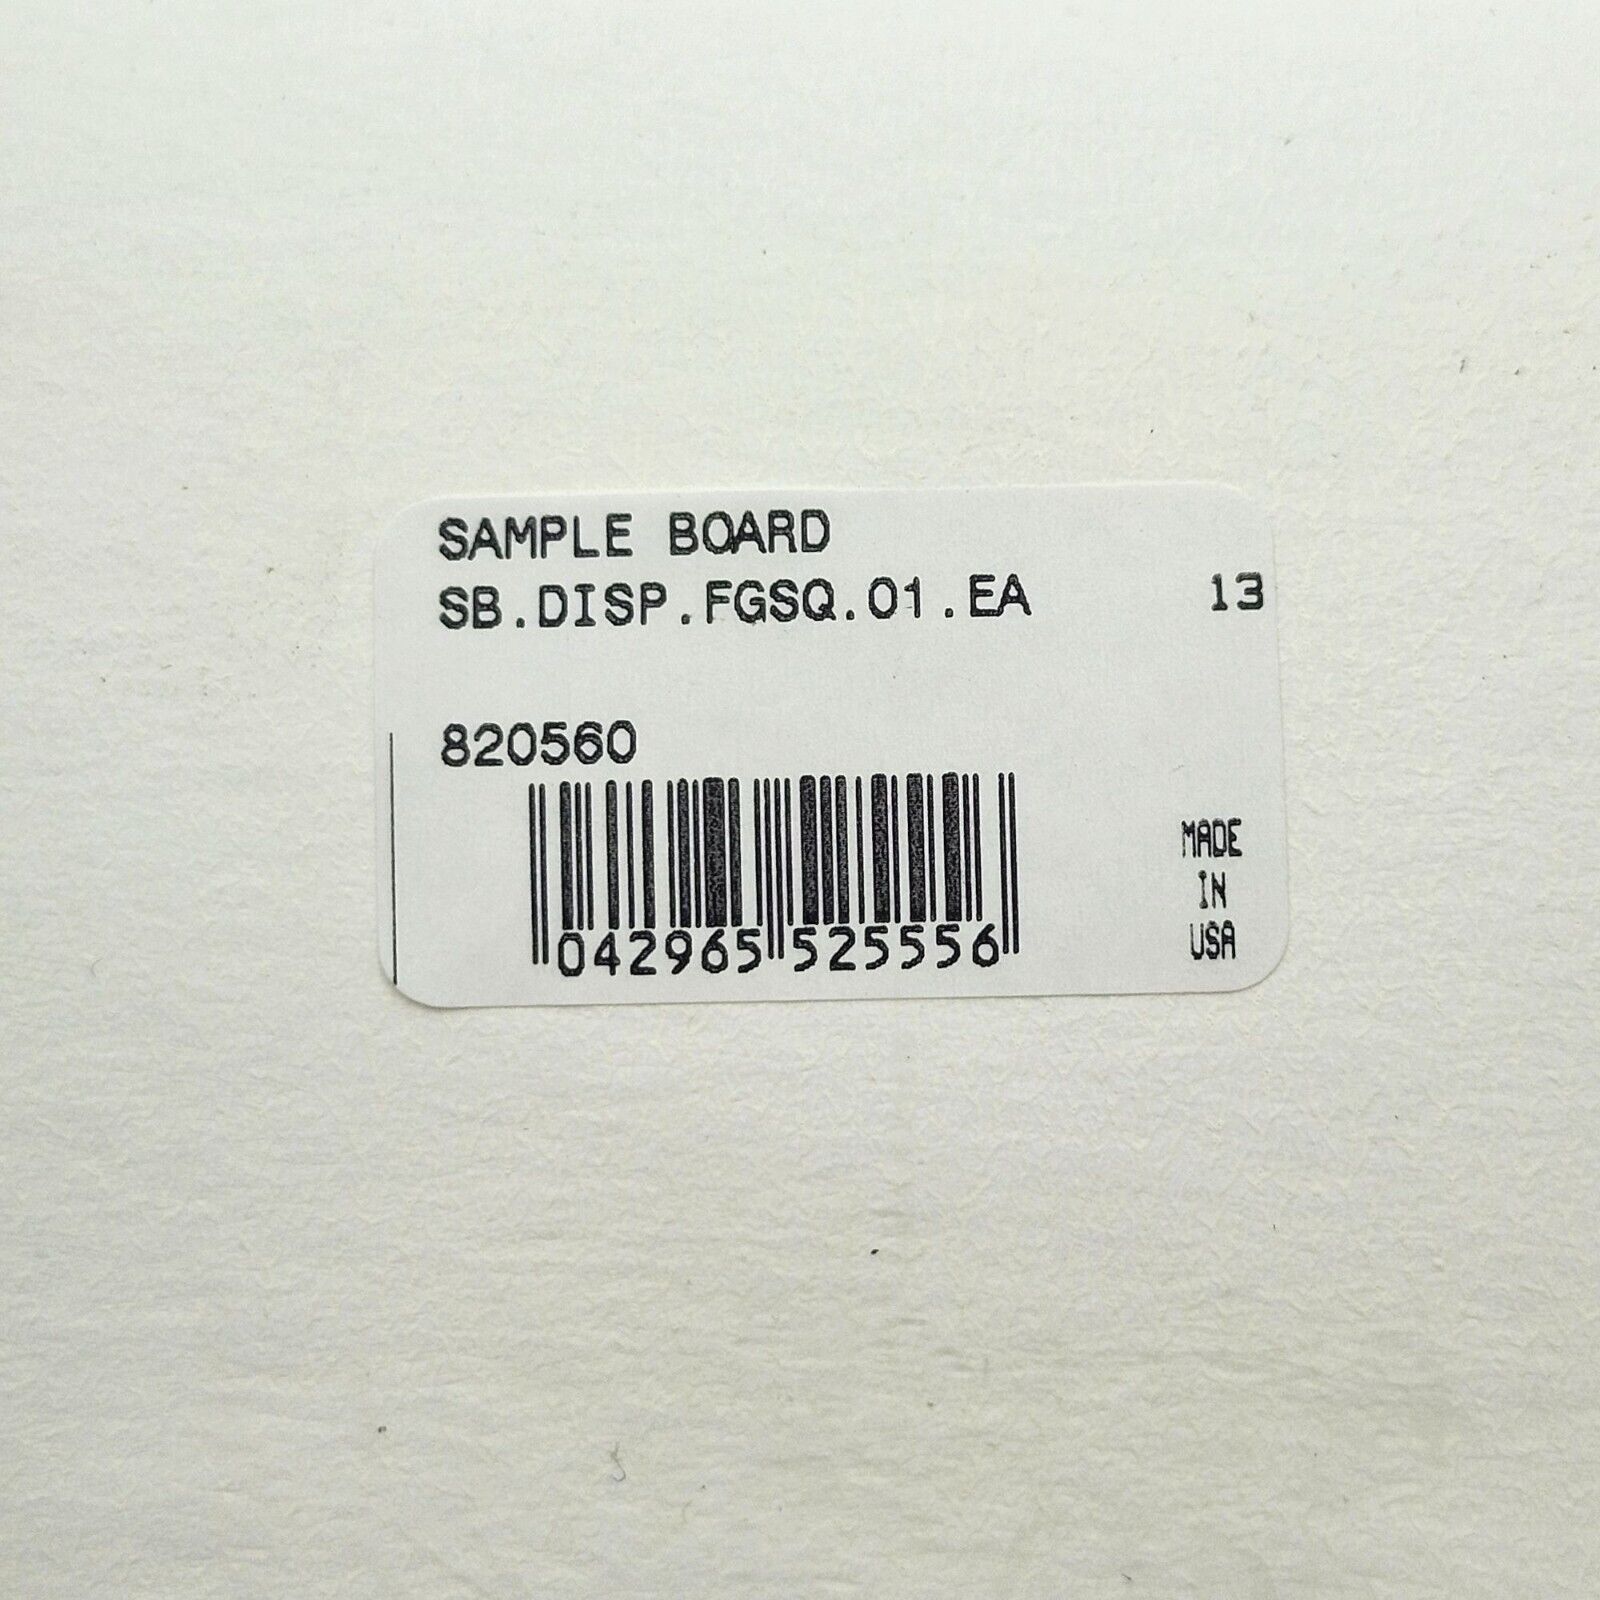 SAMPLE BOARD
SB.DISP.FGSQ.01.EA 13
820560
042965 525556
MADE
IN
USA